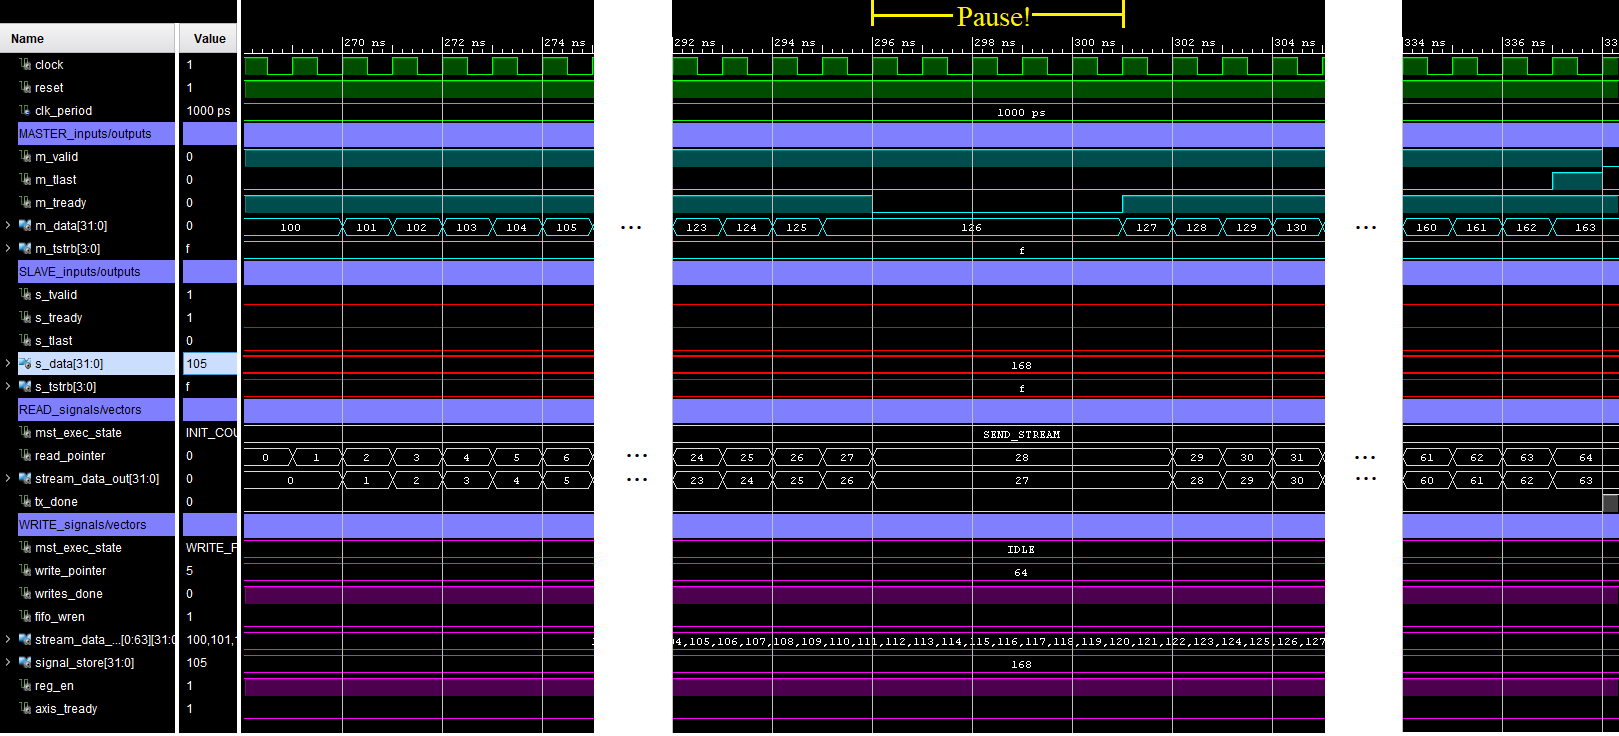 Pause!
Name Value
270 ns 272 ns 274 ns 292 ns 294 ns 296 ns 298 ns 300 ns 302 ns 304 ns 334 ns 336 ns
clock 1
reset 1
clk_period 1000 ps 1000 ps
MASTER_inputs/outputs
m_valid 0
m_tlast 0
m_tready 0
m_data[31:0] 0 100 101 102 103 104 105 ... 123 124 125 126 127 128 129 130 ... 160 161 162 163
m_tstrb[3:0] f f
SLAVE_inputs/outputs
s_tvalid 1
s_tready 1
s_tlast 0
s_data[31:0] 105 168
s_tstrb[3:0] f f
READ_signals/vectors
mst_exec_state INIT_COU SEND_STREAM
read_pointer 0 0 1 2 3 4 5 6 ... 24 25 26 27 28 29 30 31 ... 61 62 63 64
stream_data_out[31:0] 0 0 1 2 3 4 5 ... 23 24 25 26 27 28 29 30 ... 60 61 62 63
tx_done 0
WRITE_signals/vectors
mst_exec_state WRITE_F IDLE
write_pointer 5 64
writes_done 0
fifo_wren 1
stream_data_...[0:63][31:0 100,101,1 4,105,106,107,108,109,110,111,112,113,114,115,116,117,118,119,120,121,122,123,124,125,126,127
signal_store[31:0] 105 168
reg_en 1
axis_tready 1